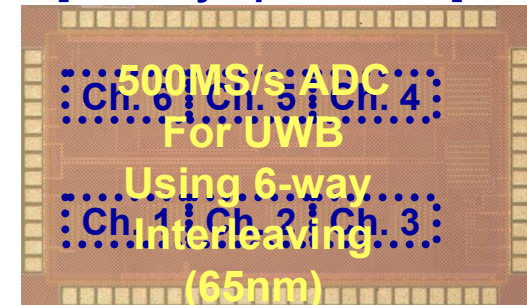 500MS/s ADC
Ch. 6 Ch. 5 Ch. 4
For UWB
Using 6-way
Ch. 1 Ch. 2 Ch. 3
Interleaving
(65nm)